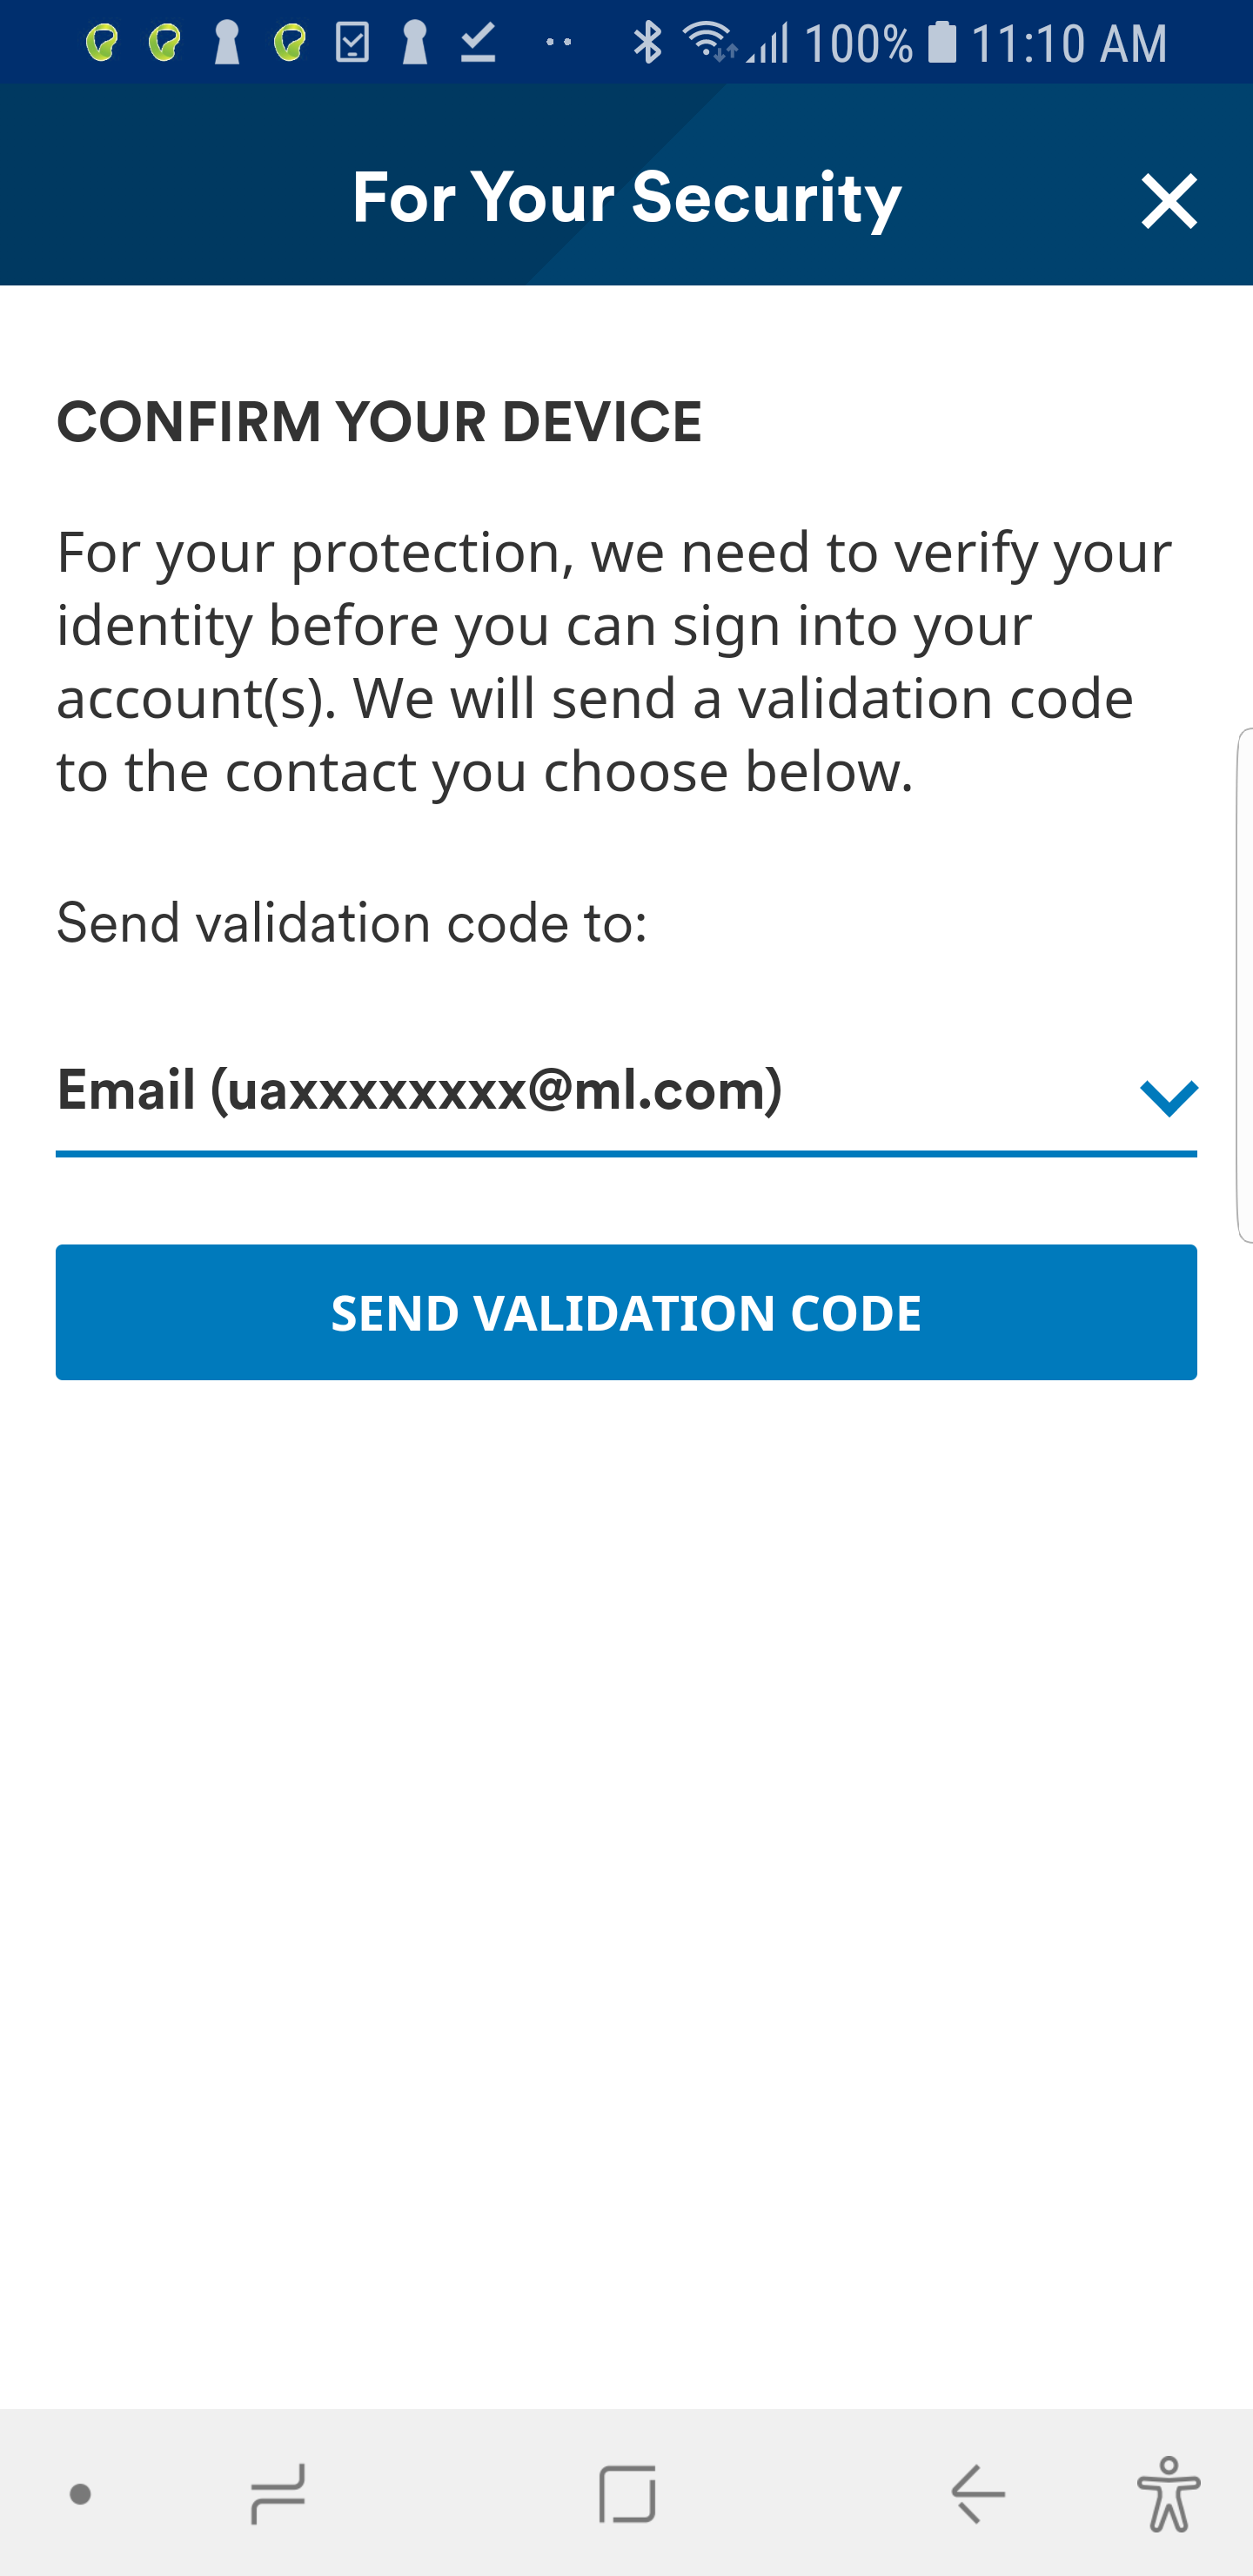 100% 11:10 AM
For Your Security
CONFIRM YOUR DEVICE
For your protection, we need to verify your
identity before you can sign into your
account(s). We will send a validation code
to the contact you choose below.
Send validation code to:
Email (uaxxxxxxxx@ml.com)
SEND VALIDATION CODE